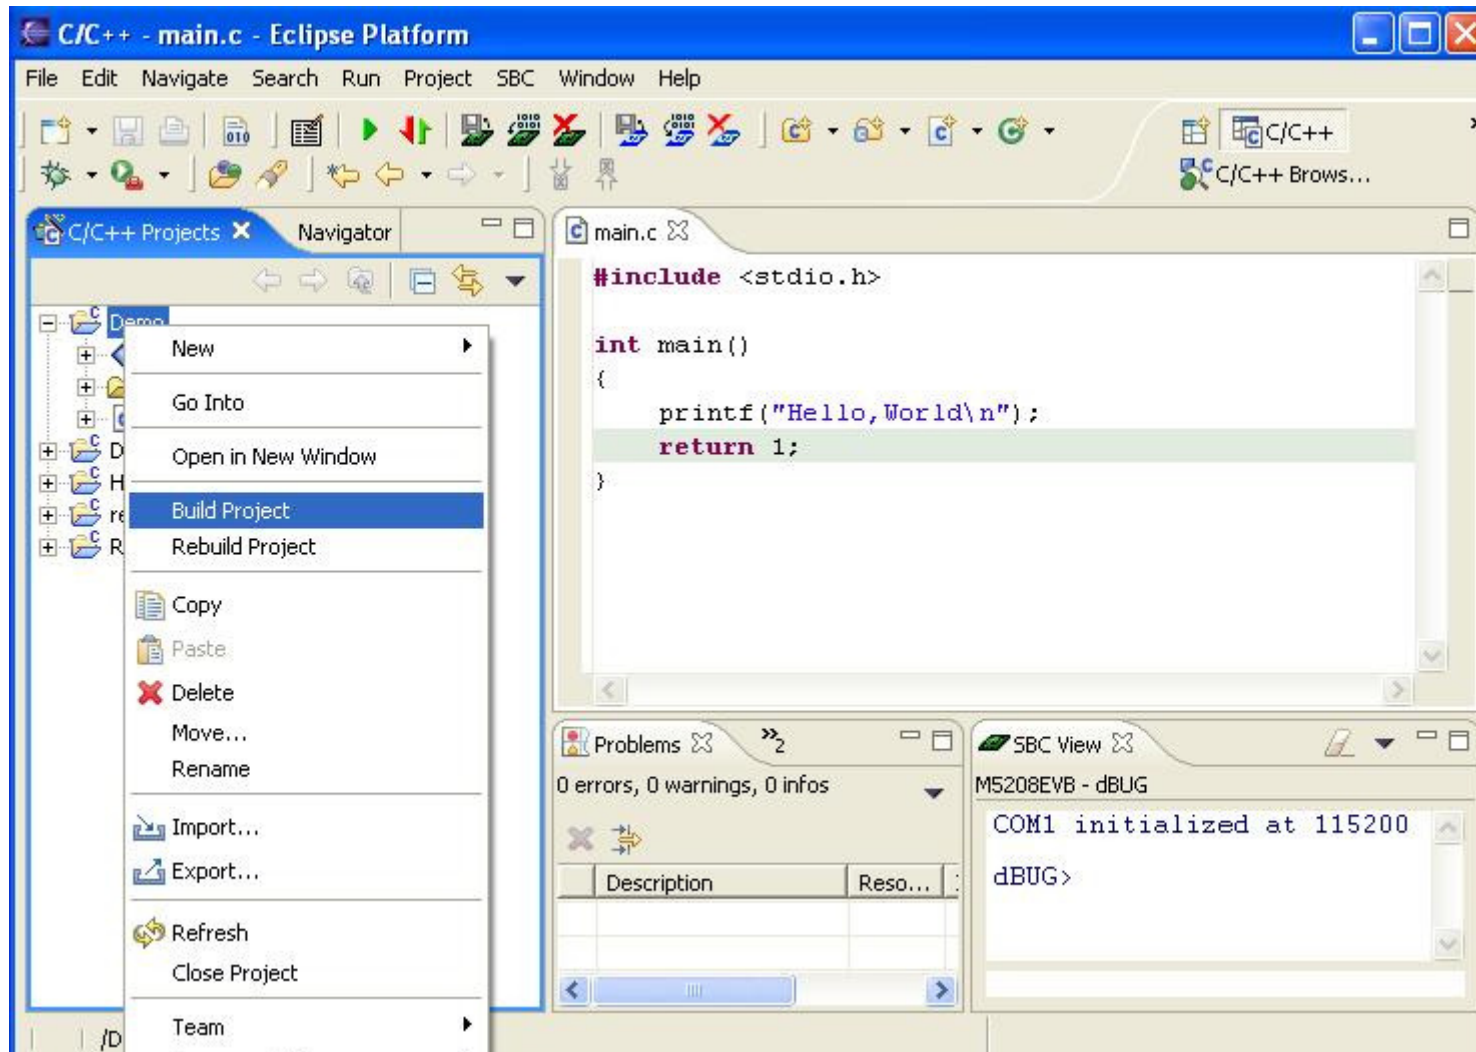 C/C++ - main.c - Eclipse Platform
File Edit Navigate Search Run Project SBC Window Help
C/C++
C/C++ Brows...
C/C++ Projects Navigator
main.c
#include <stdio.h>
int main()
{
printf("Hello,World\n");
return 1;
}
Demo
D
H
re
R
New
Go Into
Open in New Window
Build Project
Rebuild Project
Copy
Paste
Delete
Move...
Rename
Import...
Export...
Refresh
Close Project
Team
Problems
»2
0 errors, 0 warnings, 0 infos
Description Reso...
SBC View
M5208EVB - dBUG
COM1 initialized at 115200
dBUG>
/D